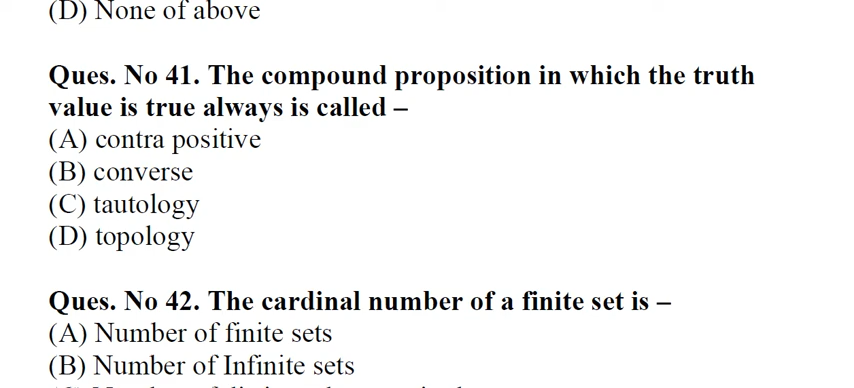 (D) None of above
Ques. No 41. The compound proposition in which the truth
value is true always is called –
(A) contra positive
(B) converse
(C) tautology
(D) topology
Ques. No 42. The cardinal number of a finite set is –
(A) Number of finite sets
(B) Number of Infinite sets